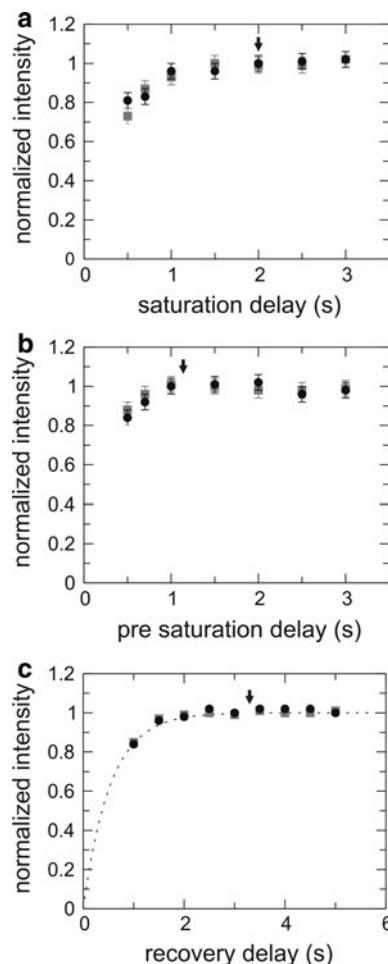 a
normalized intensity
1.2
1
0.8
0.6
0.4
0.2
0
0 1 2 3
saturation delay (s)
b
normalized intensity
1.2
1
0.8
0.6
0.4
0.2
0
0 1 2 3
pre saturation delay (s)
c
normalized intensity
1.2
1
0.8
0.6
0.4
0.2
0
0 2 4 6
recovery delay (s)